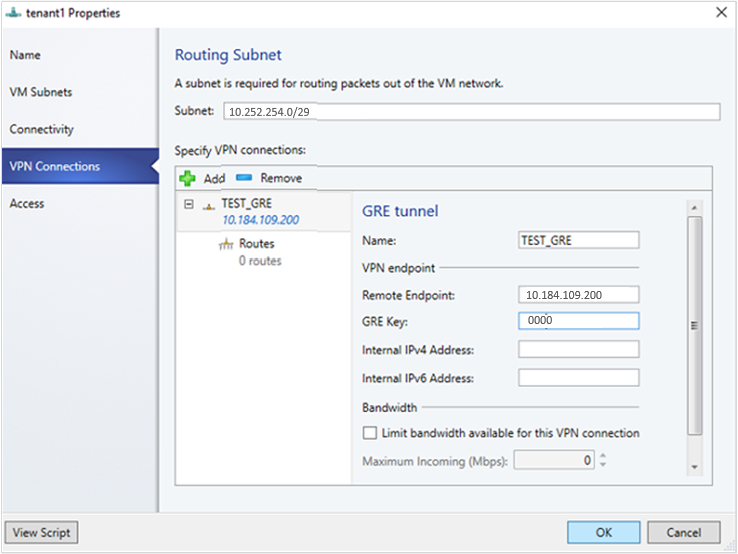 tenant1 Properties
Name
VM Subnets
Connectivity
VPN Connections
Access
Routing Subnet
A subnet is required for routing packets out of the VM network.
Subnet: 10.252.254.0/29
Specify VPN connections:
Add Remove
TEST_GRE
10.184.109.200
Routes
0 routes
GRE tunnel
Name: TEST_GRE
VPN endpoint
Remote Endpoint: 10.184.109.200
GRE Key: 0000
Internal IPv4 Address:
Internal IPv6 Address:
Bandwidth
Limit bandwidth available for this VPN connection
Maximum Incoming (Mbps): 0
View Script OK Cancel